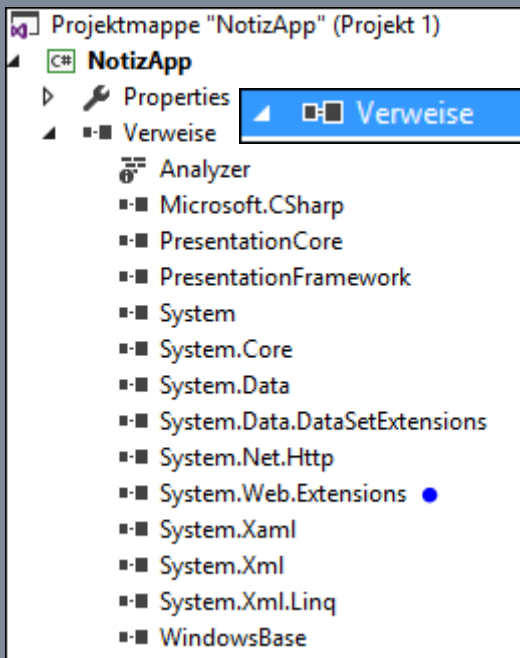 Projektmappe "NotizApp" (Projekt 1)
C# NotizApp
Properties
Verweise
Verweise
Analyzer
Microsoft.CSharp
PresentationCore
PresentationFramework
System
System.Core
System.Data
System.Data.DataSetExtensions
System.Net.Http
System.Web.Extensions
System.Xaml
System.Xml
System.Xml.Linq
WindowsBase